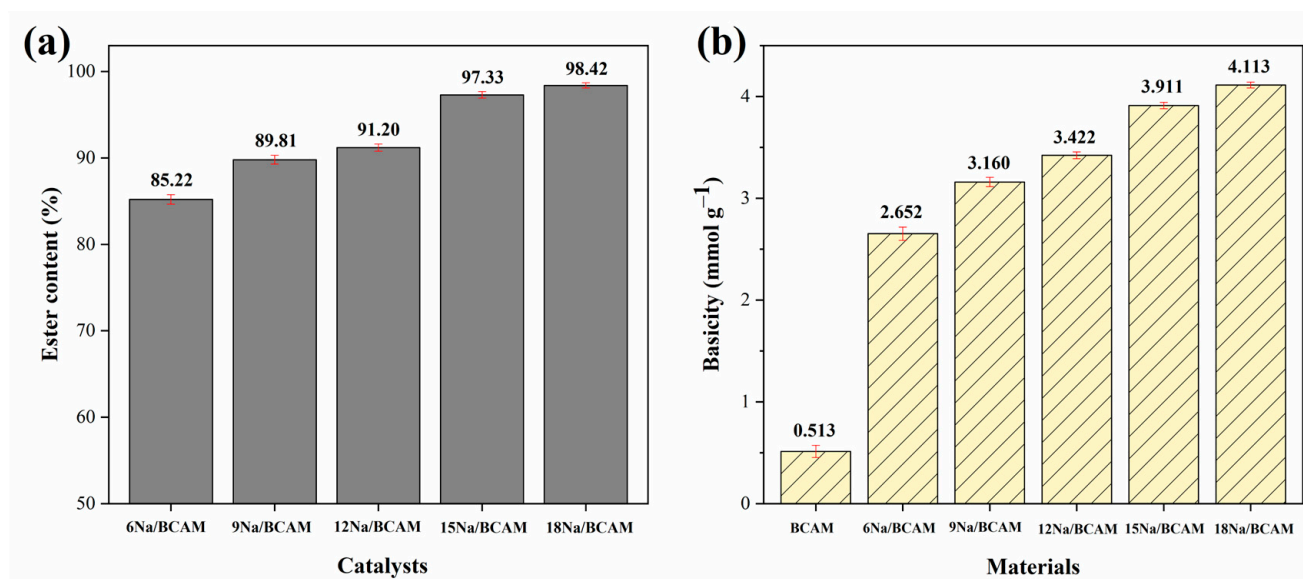 (a)
Ester content (%)
100
90
80
70
60
50
85.22
89.81
91.20
97.33
98.42
6Na/BCAM
9Na/BCAM
12Na/BCAM
15Na/BCAM
18Na/BCAM
Catalysts
(b)
Basicity (mmol g⁻¹)
4
4
3
2
1
0
0.513
2.652
3.160
3.422
3.911
4.113
BCAM
6Na/BCAM
9Na/BCAM
12Na/BCAM
15Na/BCAM
18Na/BCAM
Materials